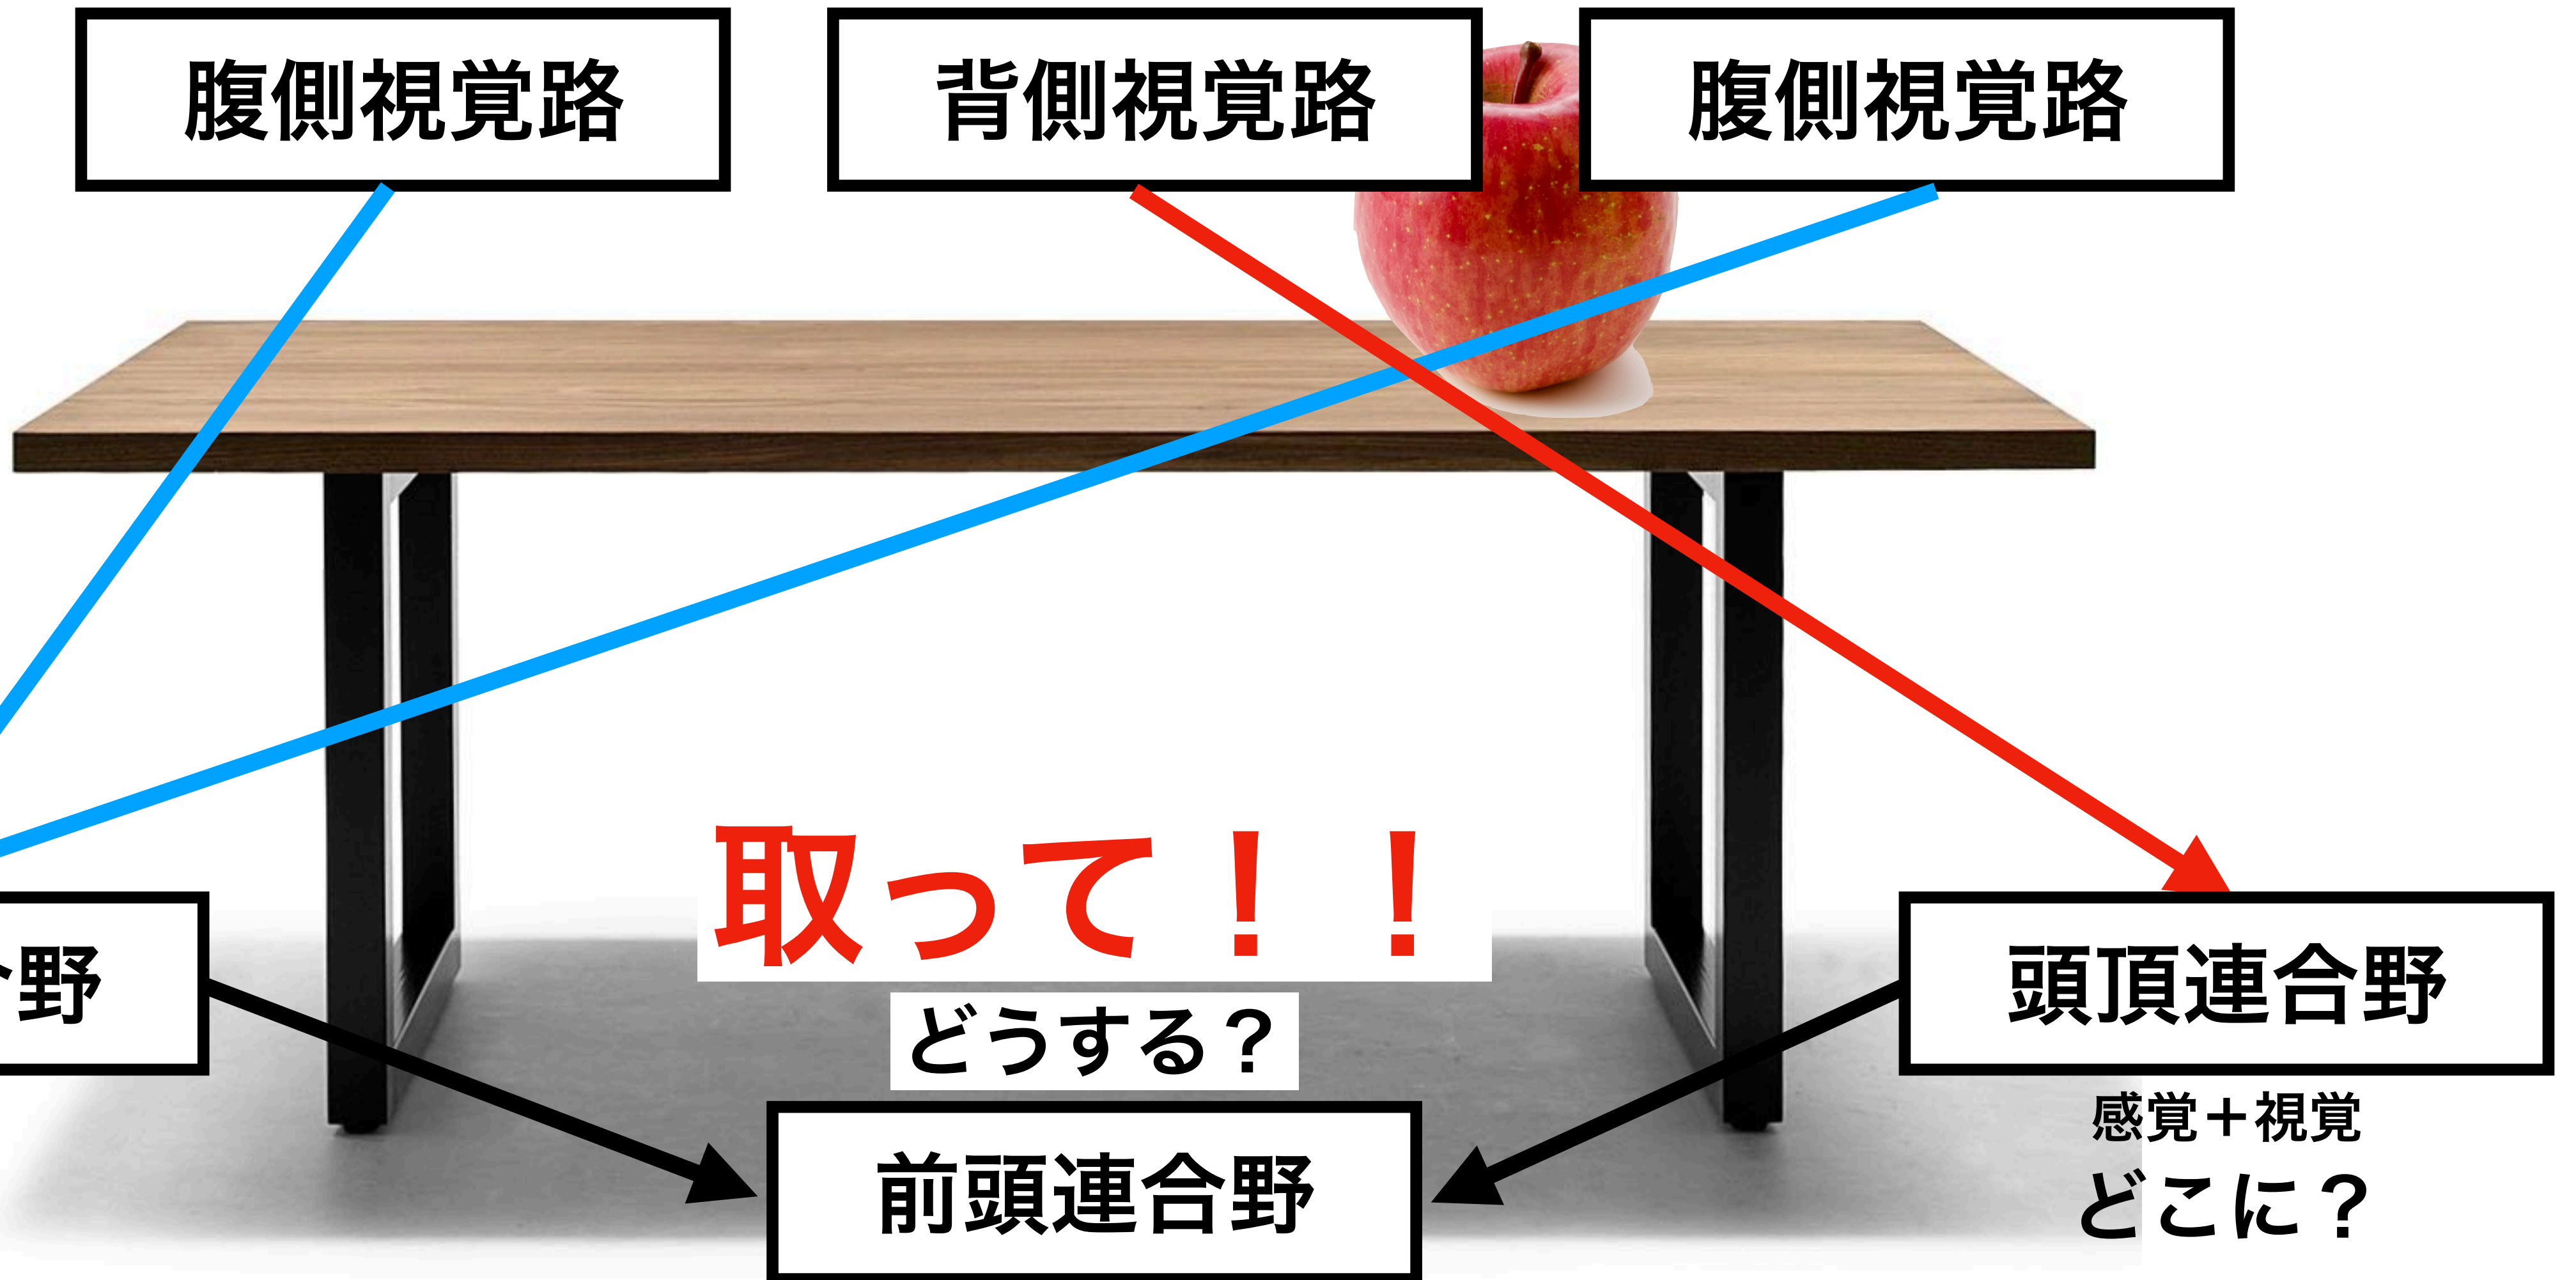 腹側視覚路
背側視覚路
腹側視覚路
取って！！
どうする？
合野
頭頂連合野
前頭連合野
感覚＋視覚
どこに？